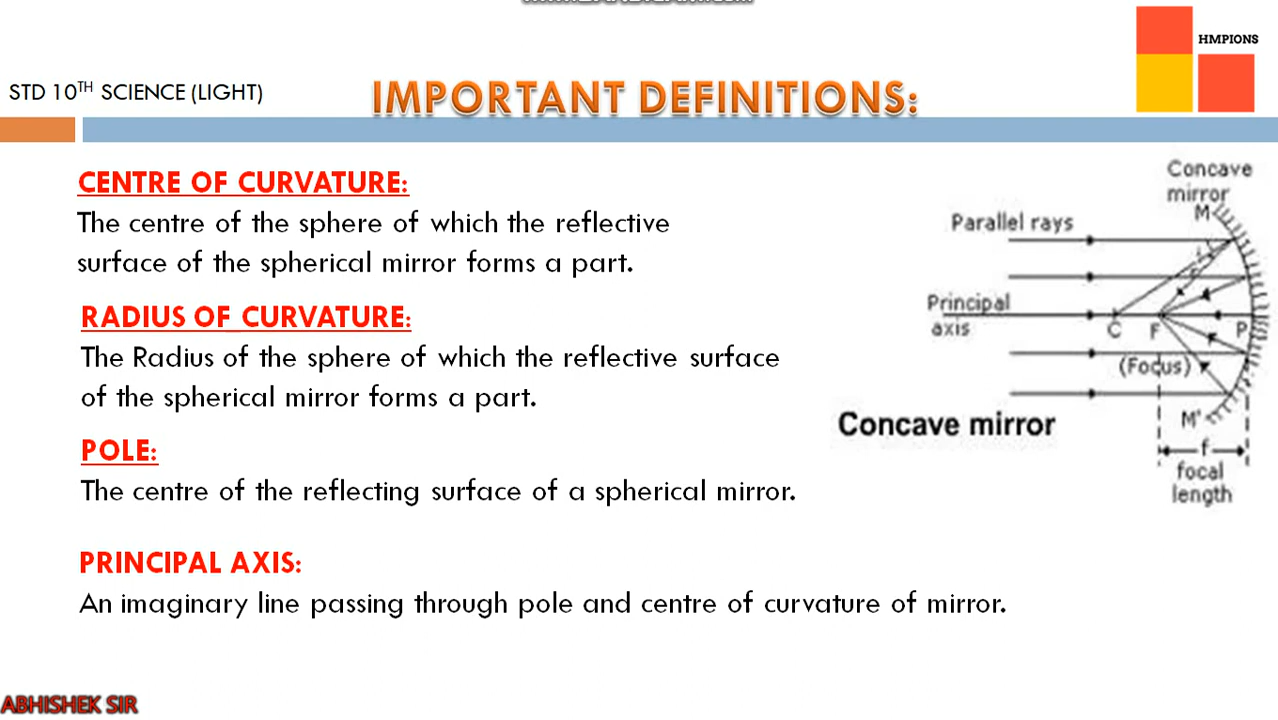 HMPIONS
STD 10TH SCIENCE (LIGHT)
IMPORTANT DEFINITIONS:
CENTRE OF CURVATURE:
The centre of the sphere of which the reflective
surface of the spherical mirror forms a part.
RADIUS OF CURVATURE:
The Radius of the sphere of which the reflective surface
of the spherical mirror forms a part.
POLE:
The centre of the reflecting surface of a spherical mirror.
PRINCIPAL AXIS:
An imaginary line passing through pole and centre of curvature of mirror.
Concave
mirror
M
Parallel rays
Principal
axis
C F P
(Focus)
M'
f
focal
length
Concave mirror
ABHISHEK SIR